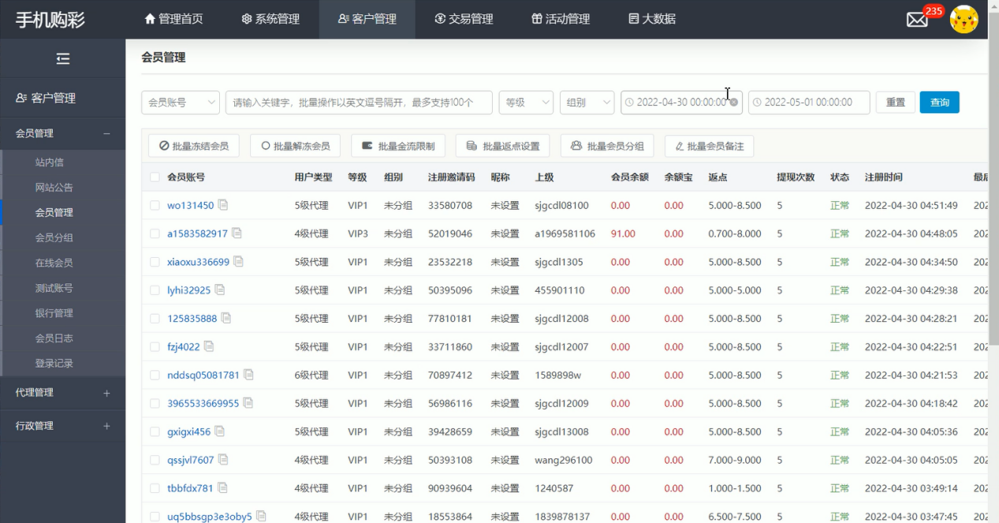 手机购彩 管理首页 系统管理 客户管理 交易管理 活动管理 大数据 235
会员管理
客户管理
会员账号 请输入关键字，批量操作以英文逗号隔开，最多支持100个 等级 组别 2022-04-30 00:00:00 2022-05-01 00:00:00 重置 查询
会员管理 −
批量冻结会员 批量解冻会员 批量金流限制 批量返点设置 批量会员分组 批量会员备注
站内信
网站公告
会员管理
会员分组
在线会员
测试账号
银行管理
会员日志
登录记录
代理管理 +
行政管理 +
会员账号 用户类型 等级 组别 注册邀请码 昵称 上级 会员余额 余额宝 返点 提现次数 状态 注册时间 最后
wo131450 5级代理 VIP1 未分组 33580708 未设置 sjgcdl08100 0.00 0.00 5.000-8.500 5 正常 2022-04-30 04:51:49 202
a1583582917 4级代理 VIP3 未分组 52019046 未设置 a1969581106 91.00 0.00 0.700-8.000 5 正常 2022-04-30 04:48:05 202
xiaoxu336699 5级代理 VIP1 未分组 23532218 未设置 sjgcdl1305 0.00 0.00 5.000-8.500 5 正常 2022-04-30 04:34:50 202
lyhi32925 5级代理 VIP1 未分组 50395096 未设置 455901110 0.00 0.00 5.000-5.000 5 正常 2022-04-30 04:29:38 202
125835888 5级代理 VIP1 未分组 77810181 未设置 sjgcdl12008 0.00 0.00 5.000-8.500 5 正常 2022-04-30 04:28:21 202
fzj4022 5级代理 VIP1 未分组 33711860 未设置 sjgcdl12007 0.00 0.00 5.000-8.500 5 正常 2022-04-30 04:22:51 202
nddsq05081781 6级代理 VIP1 未分组 70897412 未设置 1589898w 0.00 0.00 5.000-8.500 5 正常 2022-04-30 04:21:53 202
3965533669955 5级代理 VIP1 未分组 56986116 未设置 sjgcdl12009 0.00 0.00 5.000-8.500 5 正常 2022-04-30 04:18:42 202
gxigxi456 5级代理 VIP1 未分组 39428659 未设置 sjgcdl13008 0.00 0.00 5.000-8.500 5 正常 2022-04-30 04:05:36 202
qssjvl7607 4级代理 VIP1 未分组 50393108 未设置 wang296100 0.00 0.00 7.000-9.000 5 正常 2022-04-30 04:05:05 202
tbbfdx781 4级代理 VIP1 未分组 90939604 未设置 1240587 0.00 0.00 1.000-1.500 5 正常 2022-04-30 03:49:14 202
uq5bbsgp3e3oby5 4级代理 VIP1 未分组 18553864 未设置 1839878137 0.00 0.00 6.500-7.500 5 正常 2022-04-30 03:47:45 202